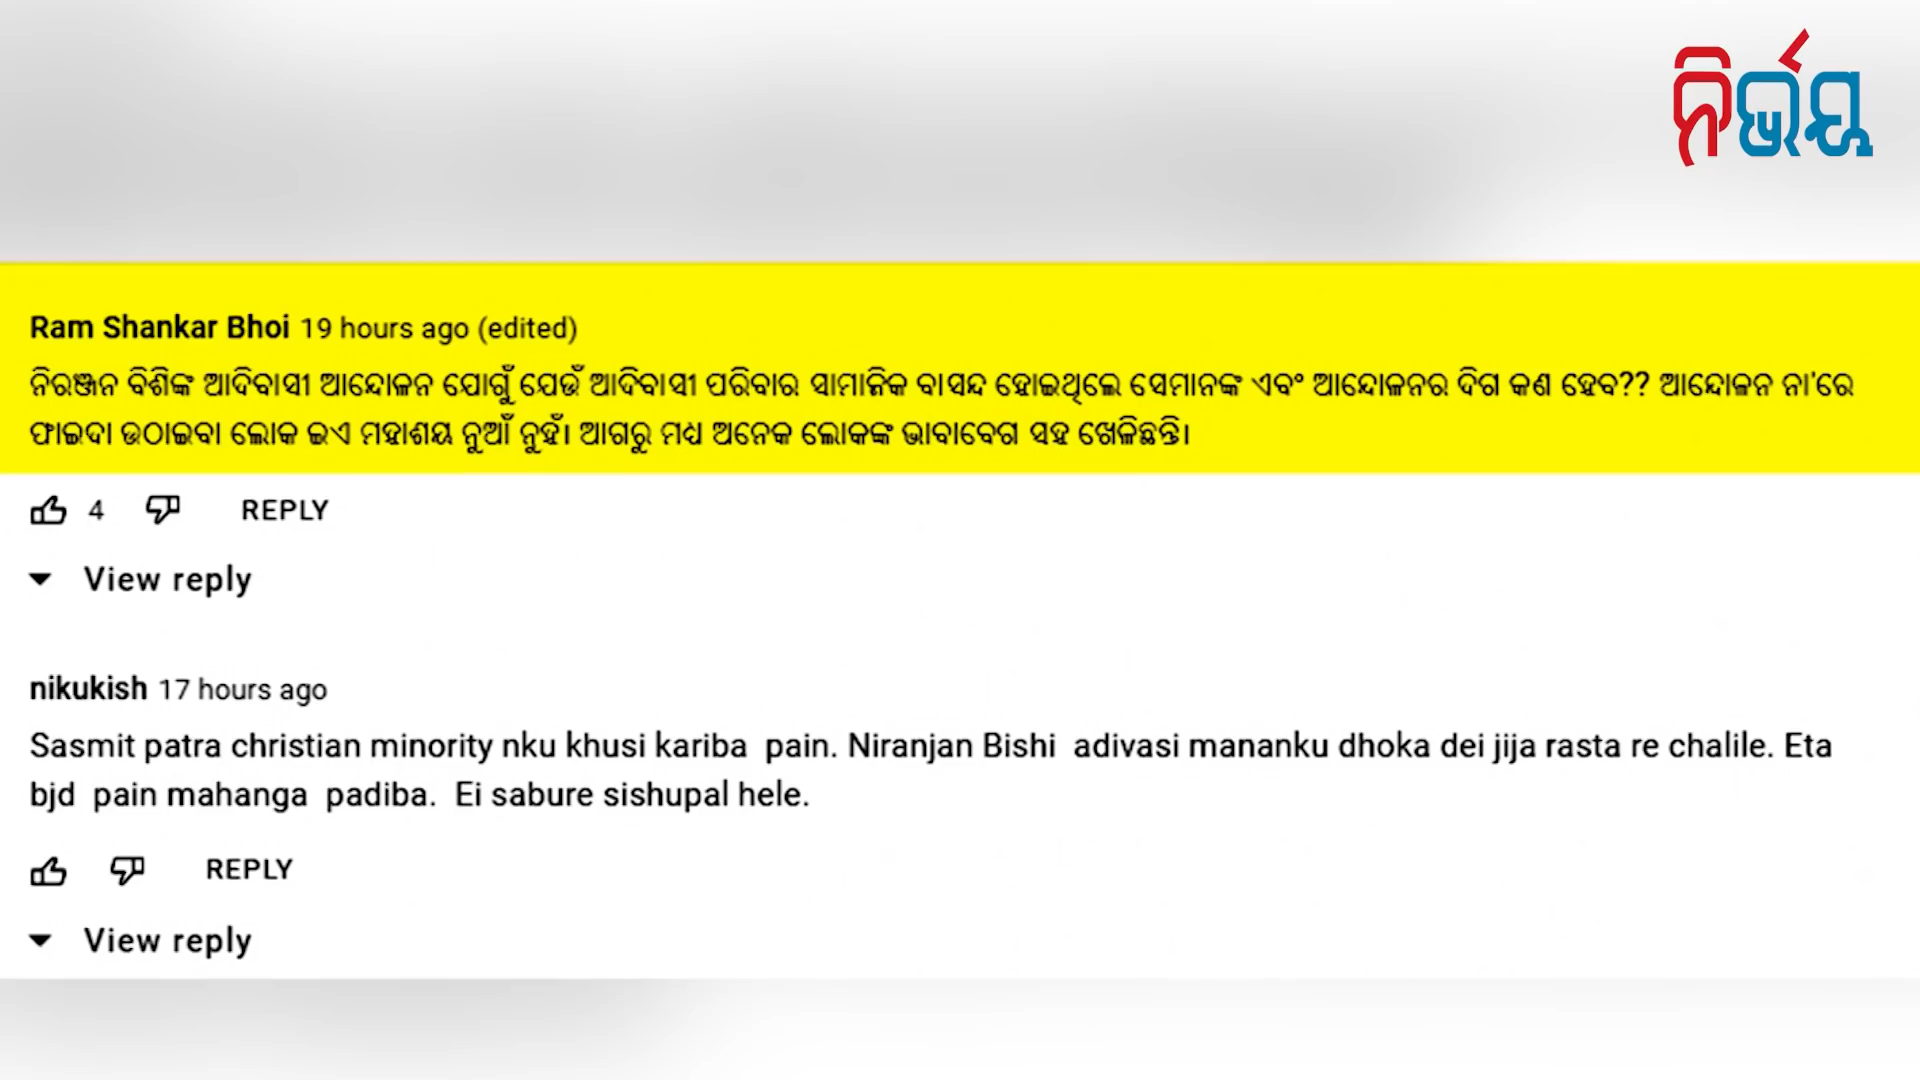 ନିର୍ଭୟ
Ram Shankar Bhoi 19 hours ago (edited)
ନିରଞ୍ଜନ ବିଶିଙ୍କ ଆଦିବାସୀ ଆନ୍ଦୋଳନ ଯୋଗୁଁ ଯେଉଁ ଆଦିବାସୀ ପରିବାର ସାମାଜିକ ବାସନ୍ଦ ହୋଇଥିଲେ ସେମାନଙ୍କ ଏବଂ ଆନ୍ଦୋଳନର ଦିଗ କଣ ହେବ?? ଆନ୍ଦୋଳନ ନା'ରେ
ଫାଇଦା ଉଠାଇବା ଲୋକ ଇଏ ମହାଶୟ ନୁଆଁ ନୁହଁ। ଆଗରୁ ମଧ୍ୟ ଅନେକ ଲୋକଙ୍କ ଭାବାବେଗ ସହ ଖେଳିଛନ୍ତି।
4 REPLY
View reply
nikukish 17 hours ago
Sasmit patra christian minority nku khusi kariba pain. Niranjan Bishi adivasi mananku dhoka dei jija rasta re chalile. Eta
bjd pain mahanga padiba. Ei sabure sishupal hele.
REPLY
View reply